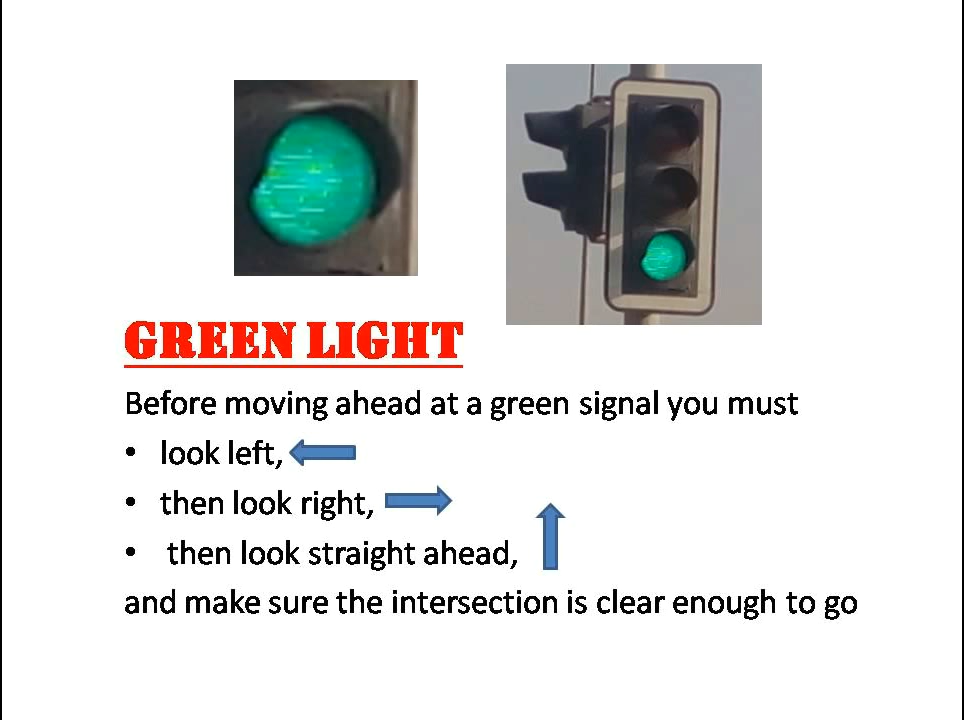 GREEN LIGHT
Before moving ahead at a green signal you must
• look left,
• then look right,
• then look straight ahead,
and make sure the intersection is clear enough to go